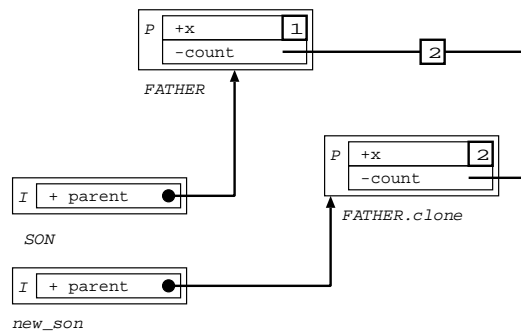 P +x 1
-count 2
FATHER
P +x 2
-count
FATHER.clone
I + parent
SON
I + parent
new_son